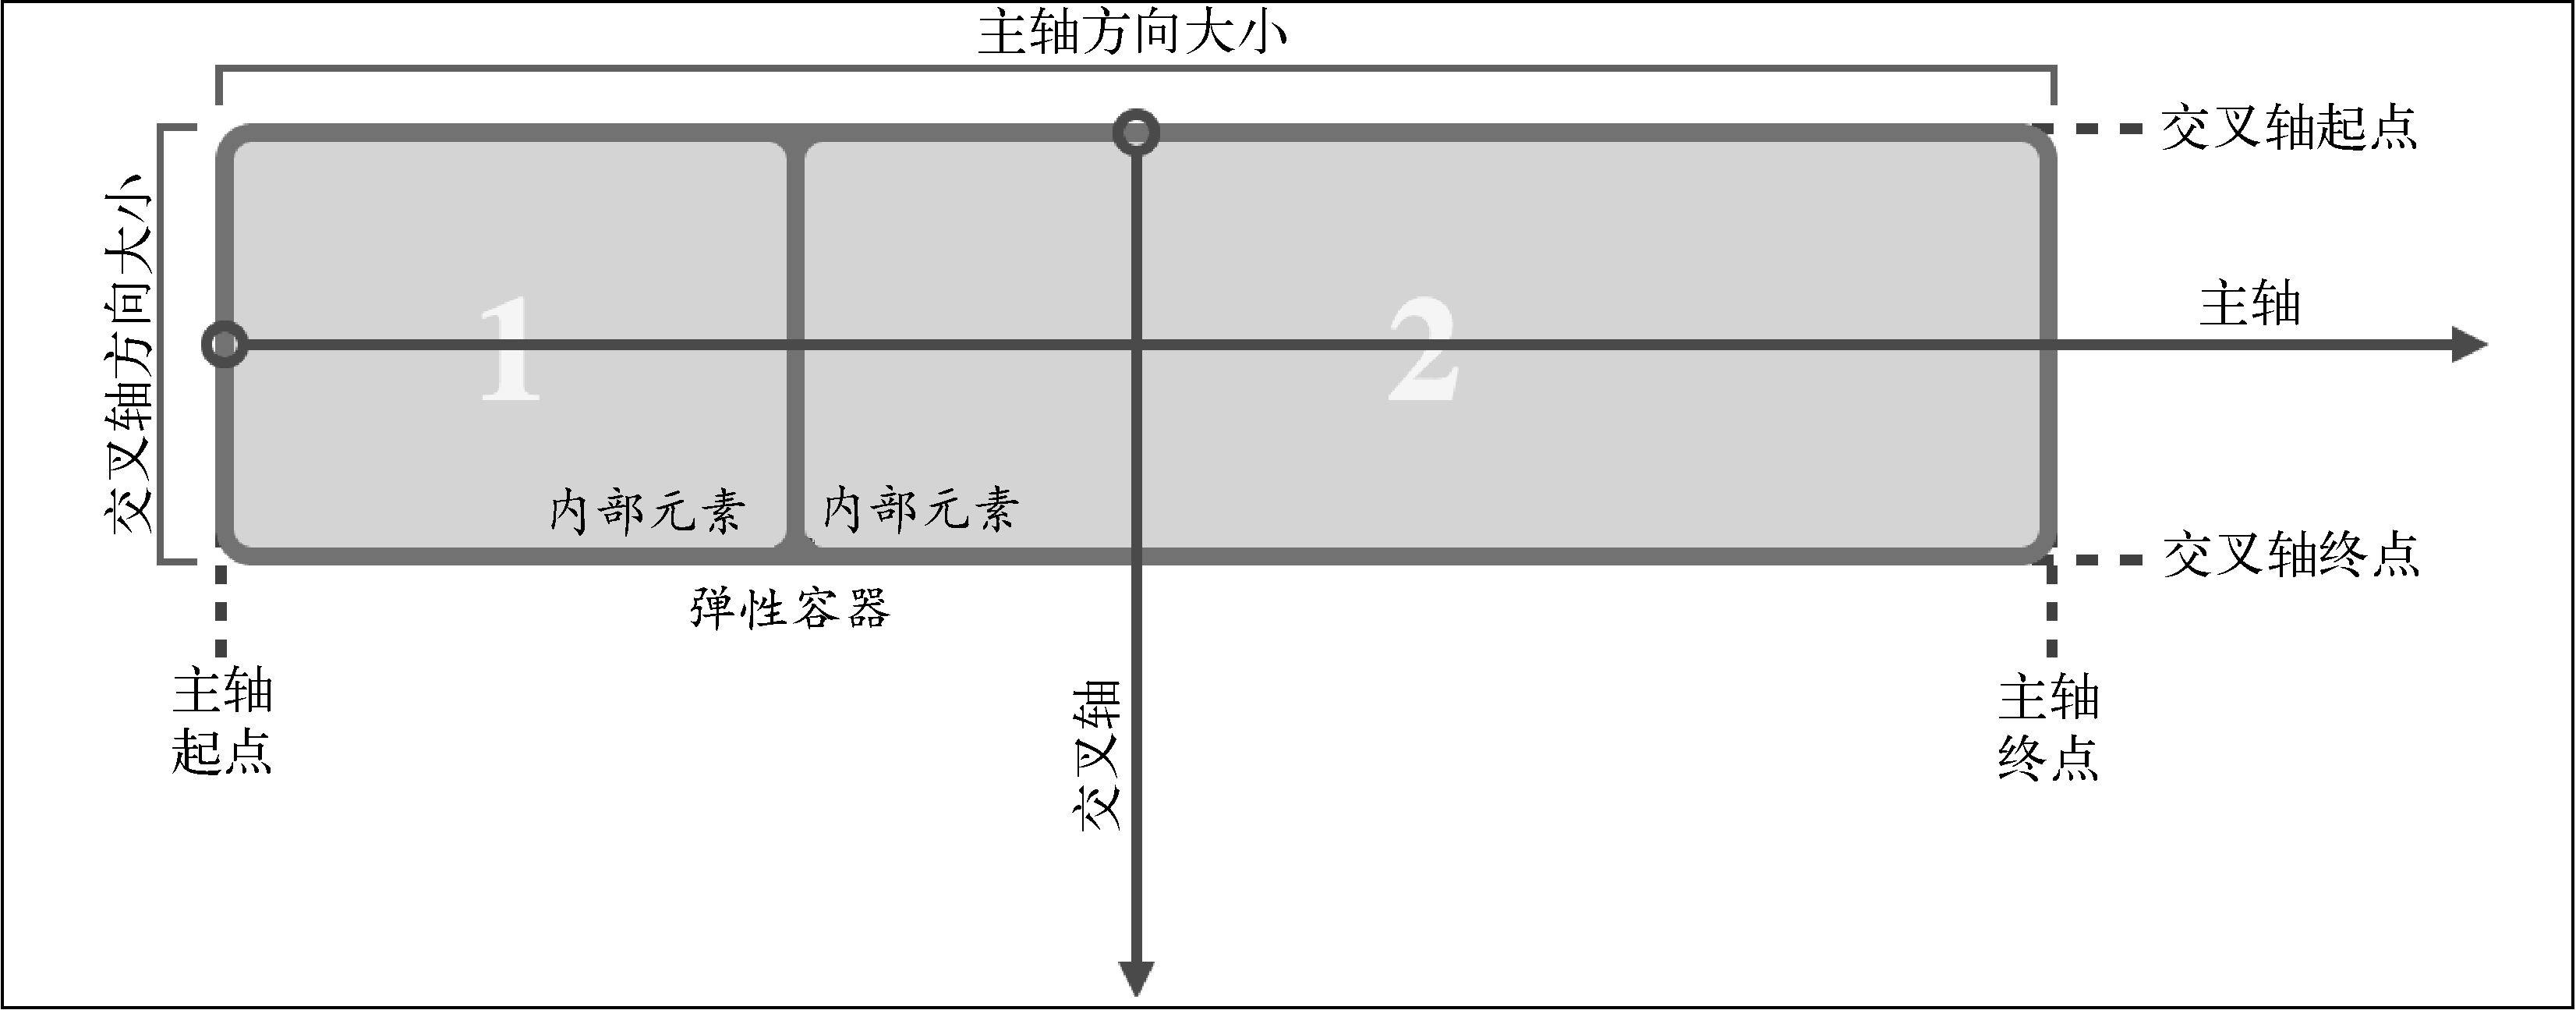 主轴方向大小
交叉轴起点
交叉轴方向大小
主轴
1
2
内部元素
内部元素
交叉轴终点
弹性容器
主轴
起点
交叉轴
主轴
终点